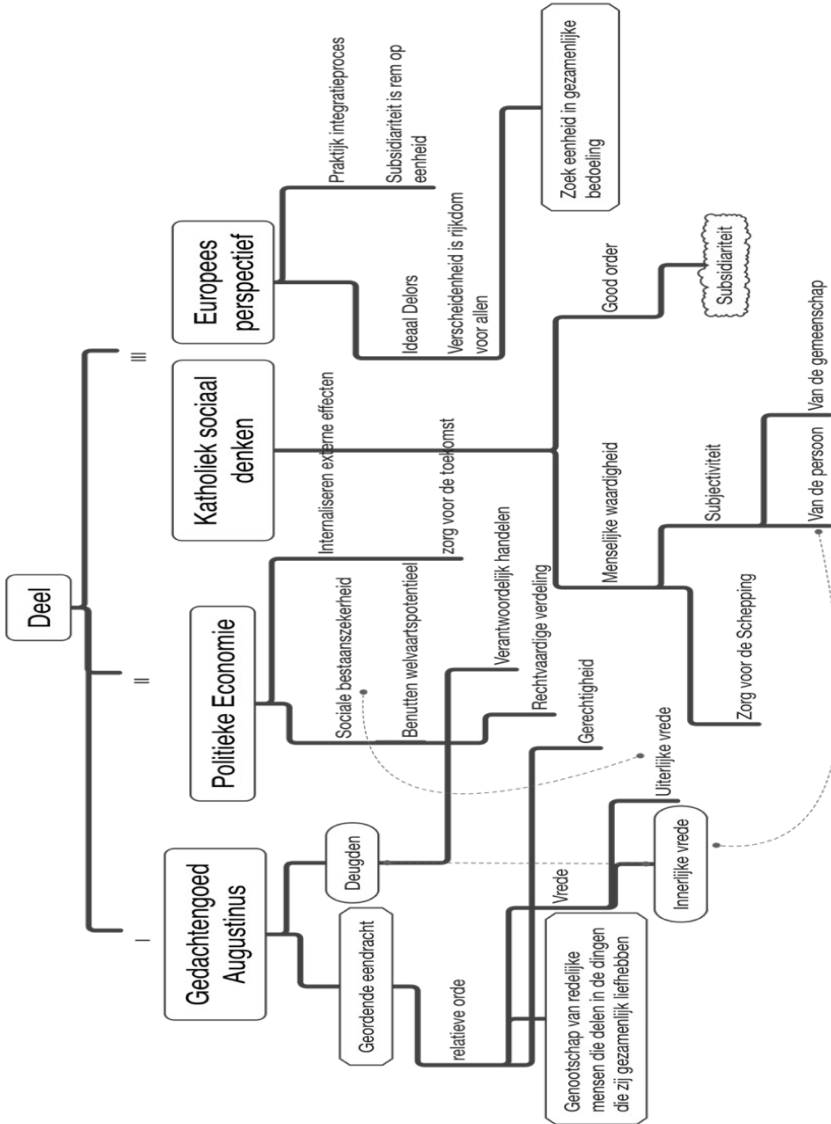 Deel
I
II
III
Gedachtengoed
Augustinus
Politieke Economie
Katholiek sociaal
denken
Europees
perspectief
Geordende eendracht
Deugden
relatieve orde
Genootschap van redelijke
mensen die delen in de dingen
die zij gezamenlijk liefhebben
Vrede
Innerlijke vrede
Uiterlijke vrede
Gerechtigheid
Verantwoordelijk handelen
Sociale bestaanszekerheid
Benutten welvaartspotentieel
Rechtvaardige verdeling
Internaliseren externe effecten
zorg voor de toekomst
Menselijke waardigheid
Zorg voor de Schepping
Subjectiviteit
Van de persoon
Van de gemeenschap
Good order
Subsidiariteit
Ideaal Delors
Verscheidenheid is rijkdom
voor allen
Zoek eenheid in gezamenlijke
bedoeling
Praktijk integratieproces
Subsidiariteit is rem op
eenheid